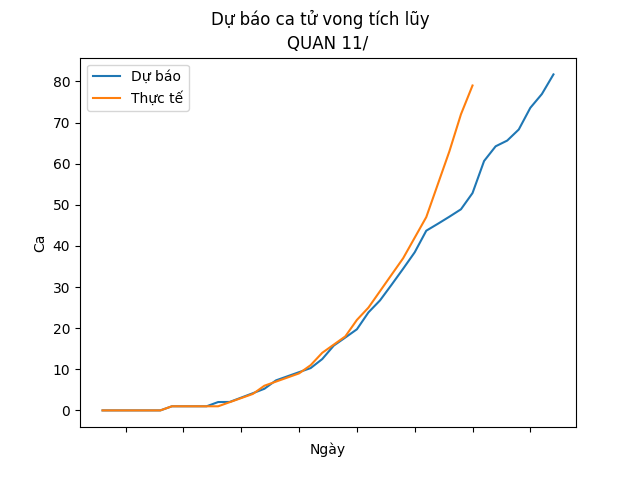 Dự báo ca tử vong tích lũy
QUAN 11/
Dự báo
Thực tế
80
70
60
50
40
30
20
10
0
Ca
Ngày